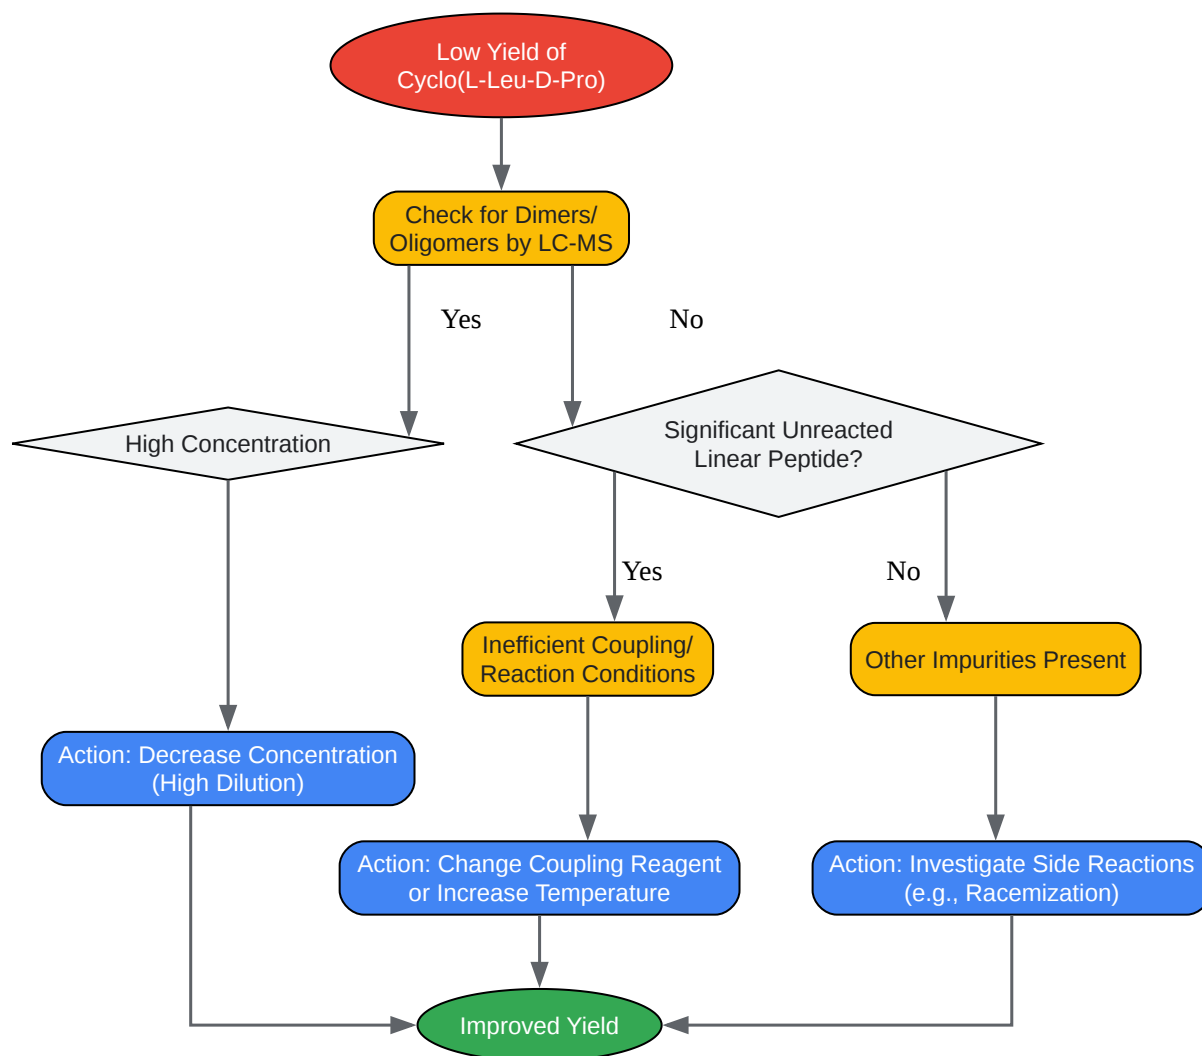 Low Yield of
Cyclo(L-Leu-D-Pro)
Check for Dimers/
Oligomers by LC-MS
Yes
No
High Concentration
Significant Unreacted
Linear Peptide?
Yes
No
Inefficient Coupling/
Reaction Conditions
Other Impurities Present
Action: Decrease Concentration
(High Dilution)
Action: Change Coupling Reagent
or Increase Temperature
Action: Investigate Side Reactions
(e.g., Racemization)
Improved Yield